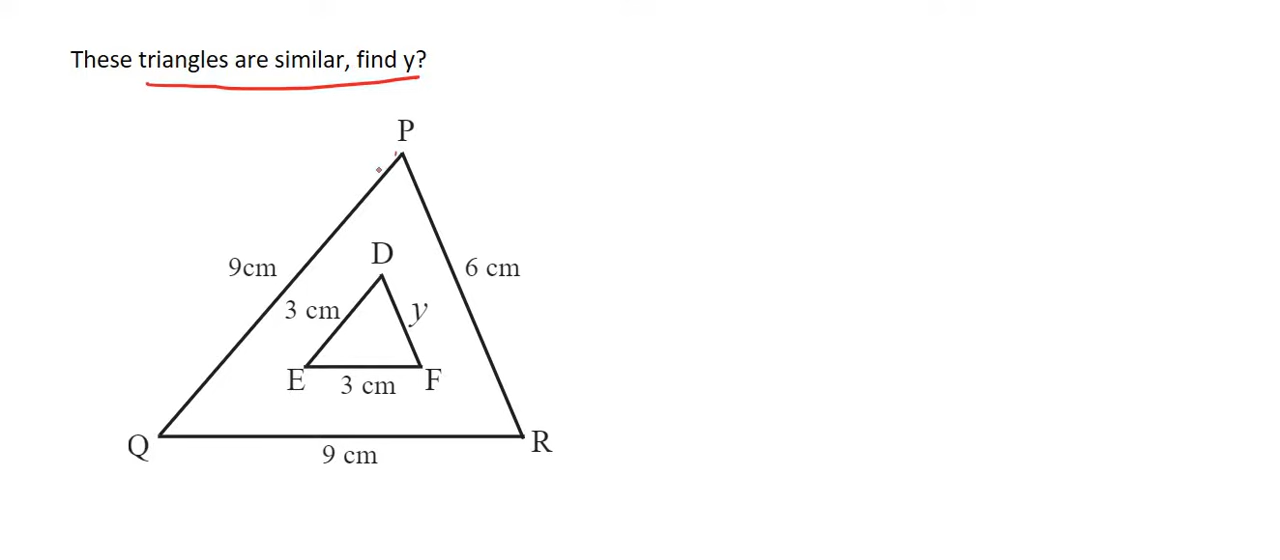 These triangles are similar, find y?
P
D
9cm
6 cm
3 cm
y
E
3 cm
F
Q
R
9 cm